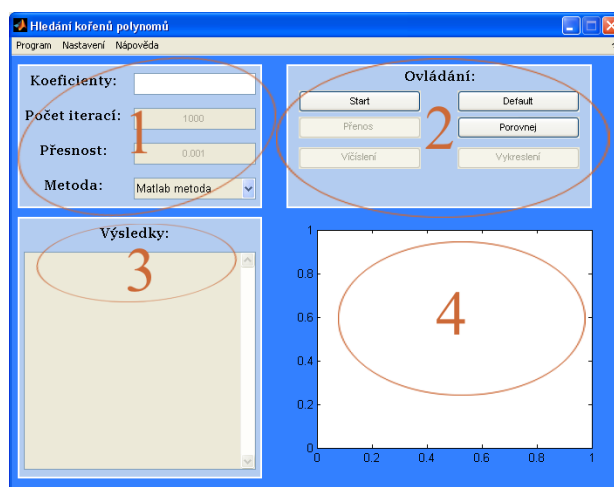 Hledání kořenů polynomů
Program Nastavení Nápověda
Koeficienty:
Počet iterací: 1000
Přesnost: 0.001
Metoda: Matlab metoda
1
Ovládání:
Start Default
Přenos Porovnej
Víčíslení Vykreslení
2
Výsledky:
3
1
0.8
0.6
0.4
0.2
0
0 0.2 0.4 0.6 0.8 1
4